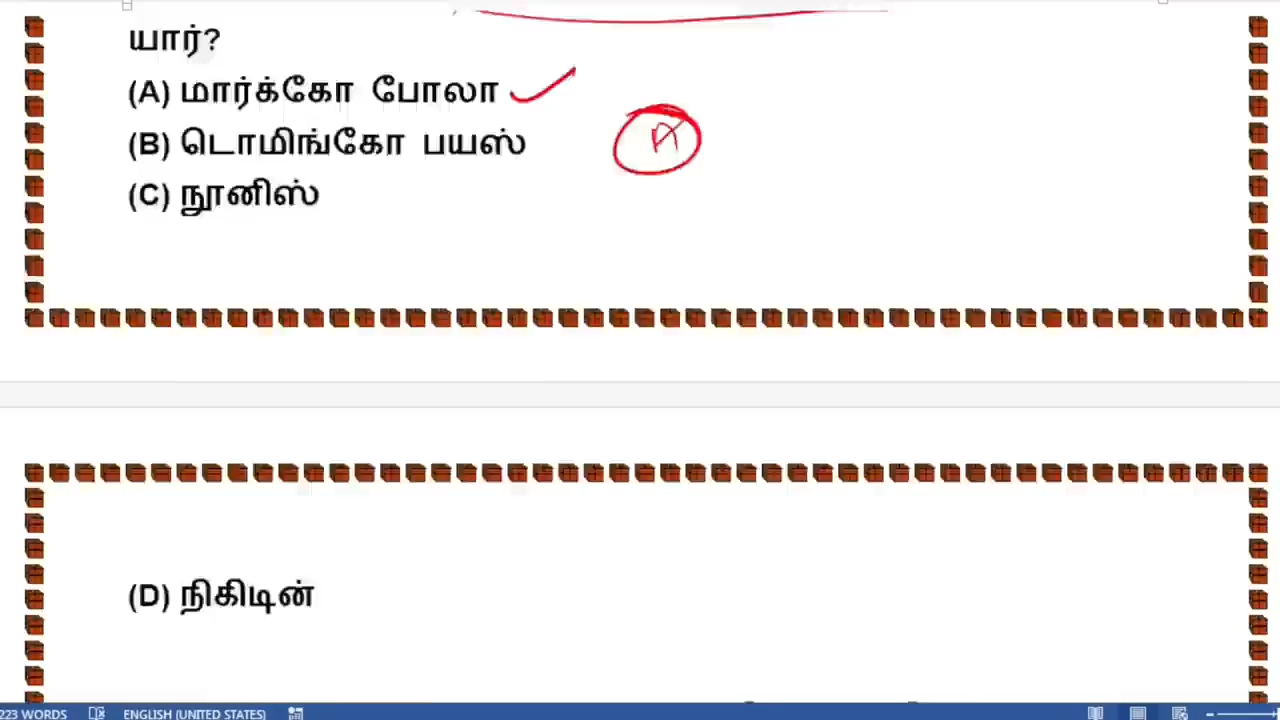 யார்?
(A) மார்க்கோ போலா
A
(B) டொமிங்கோ பயஸ்
(C) நூனிஸ்
(D) நிகிடின்
223 WORDS ENGLISH (UNITED STATES)